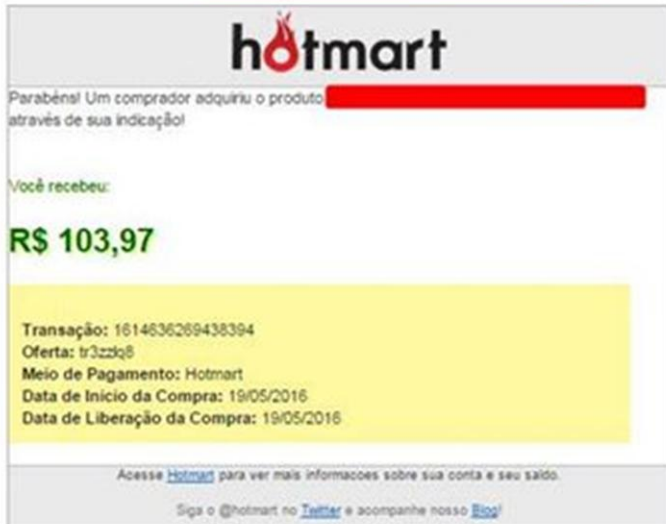 hotmart
Parabéns! Um comprador adquiriu o produto
através de sua indicação!
Você recebeu:
R$ 103,97
Transação: 1614636269438394
Oferta: tr3zzlq8
Meio de Pagamento: Hotmart
Data de Início da Compra: 19/05/2016
Data de Liberação da Compra: 19/05/2016
Acesse Hotmart para ver mais informacoes sobre sua conta e seu saldo.
Siga o @hotmart no Twitter e acompanhe nosso Blog!